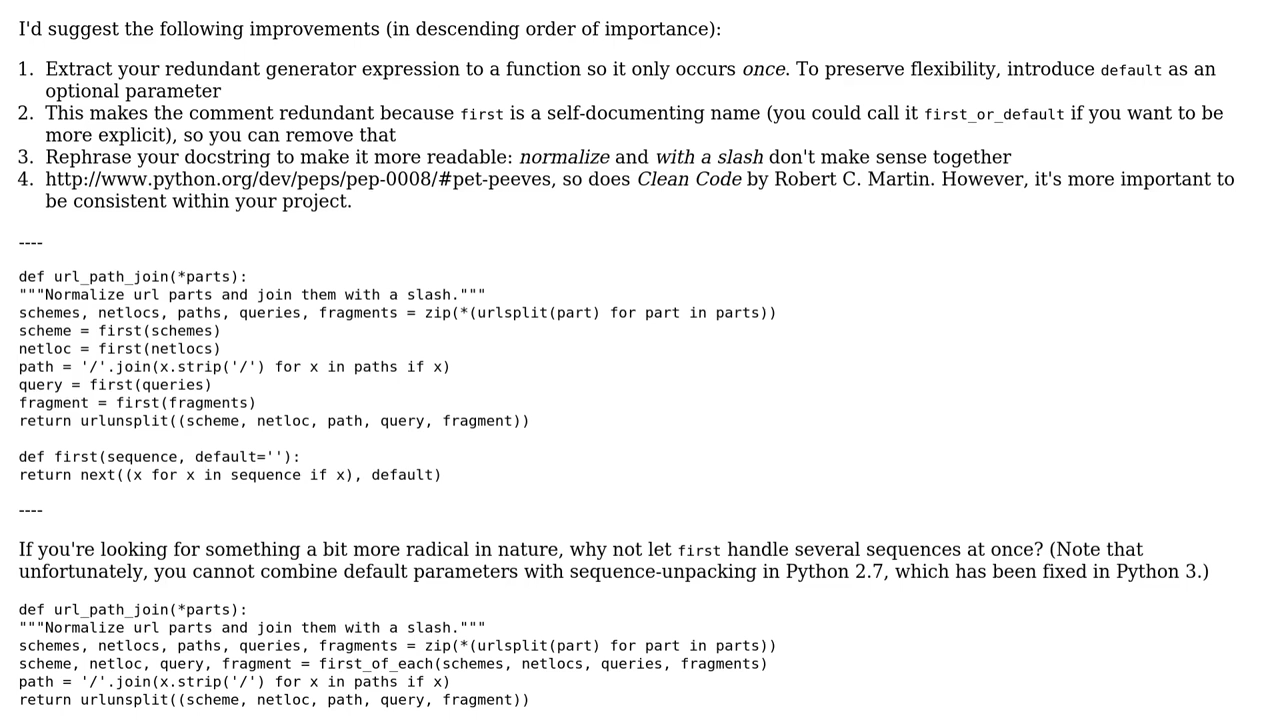 I'd suggest the following improvements (in descending order of importance):
1. Extract your redundant generator expression to a function so it only occurs once. To preserve flexibility, introduce default as an
optional parameter
2. This makes the comment redundant because first is a self-documenting name (you could call it first_or_default if you want to be
more explicit), so you can remove that
3. Rephrase your docstring to make it more readable: normalize and with a slash don't make sense together
4. http://www.python.org/dev/peps/pep-0008/#pet-peeves, so does Clean Code by Robert C. Martin. However, it's more important to
be consistent within your project.
----
def url_path_join(*parts):
"""Normalize url parts and join them with a slash."""
schemes, netlocs, paths, queries, fragments = zip(*(urlsplit(part) for part in parts))
scheme = first(schemes)
netloc = first(netlocs)
path = '/'.join(x.strip('/') for x in paths if x)
query = first(queries)
fragment = first(fragments)
return urlunsplit((scheme, netloc, path, query, fragment))
def first(sequence, default=''):
return next((x for x in sequence if x), default)
----
If you're looking for something a bit more radical in nature, why not let first handle several sequences at once? (Note that
unfortunately, you cannot combine default parameters with sequence-unpacking in Python 2.7, which has been fixed in Python 3.)
def url_path_join(*parts):
"""Normalize url parts and join them with a slash."""
schemes, netlocs, paths, queries, fragments = zip(*(urlsplit(part) for part in parts))
scheme, netloc, query, fragment = first_of_each(schemes, netlocs, queries, fragments)
path = '/'.join(x.strip('/') for x in paths if x)
return urlunsplit((scheme, netloc, path, query, fragment))